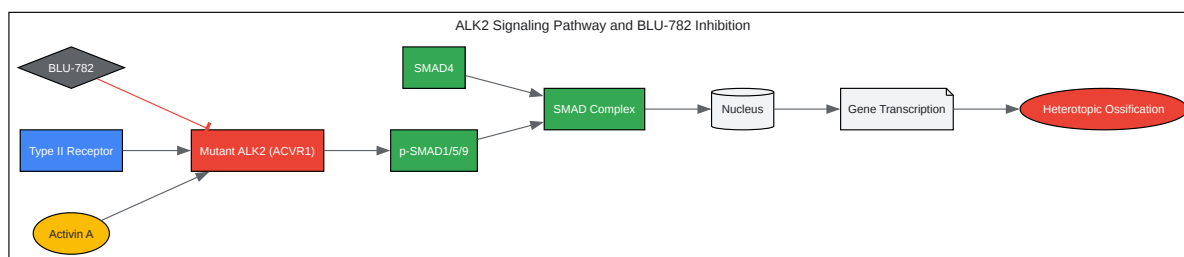 ALK2 Signaling Pathway and BLU-782 Inhibition
BLU-782
SMAD4
SMAD Complex
Nucleus
Gene Transcription
Heterotopic Ossification
Type II Receptor
Mutant ALK2 (ACVR1)
p-SMAD1/5/9
Activin A